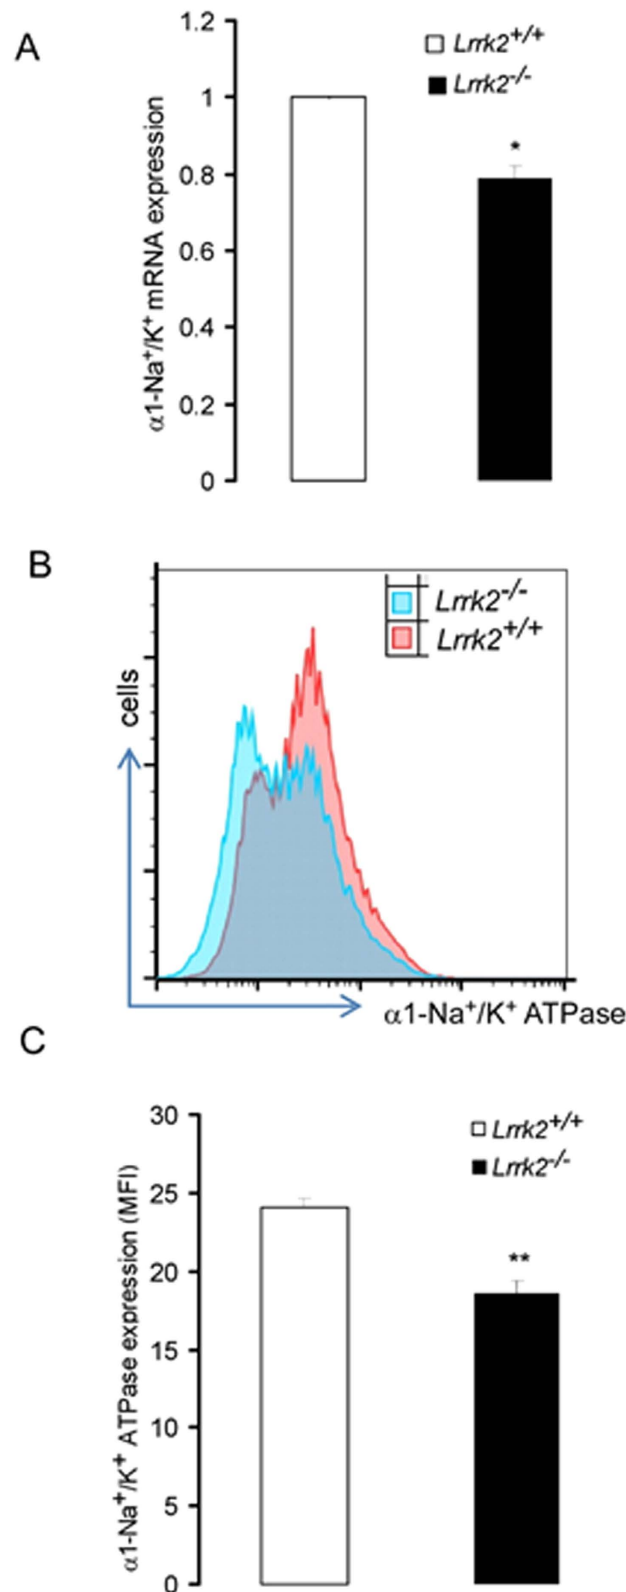 A
1.2
1
0.8
0.6
0.4
0.2
0
α1-Na⁺/K⁺ mRNA expression
Lrrk2+/+
Lrrk2-/-
*
B
cells
Lrrk2-/-
Lrrk2+/+
α1-Na⁺/K⁺ ATPase
C
30
25
20
15
10
5
0
α1-Na⁺/K⁺ ATPase expression (MFI)
Lrrk2+/+
Lrrk2-/-
**